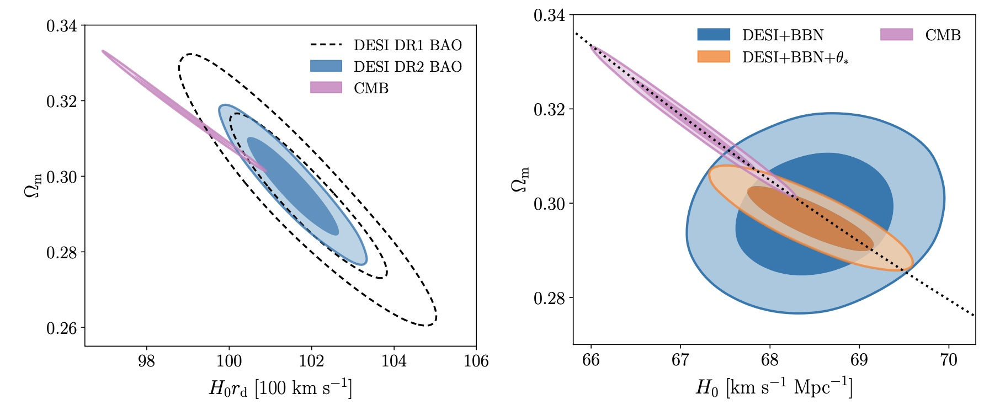 0.34
0.32
0.30
0.28
0.26
Ωm
98 100 102 104 106
H0rd [100 km s−1]
DESI DR1 BAO
DESI DR2 BAO
CMB
0.34
0.32
0.30
0.28
Ωm
66 67 68 69 70
H0 [km s−1 Mpc−1]
DESI+BBN
DESI+BBN+θ*
CMB